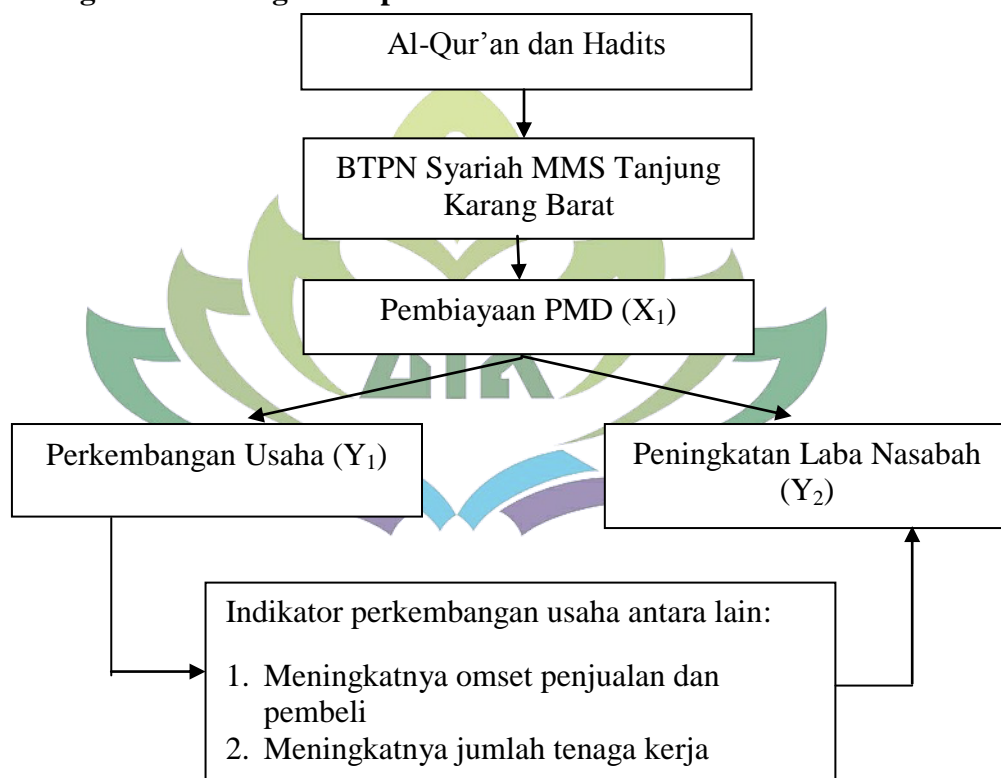 Al-Qur’an dan Hadits
BTPN Syariah MMS Tanjung
Karang Barat
Pembiayaan PMD (X₁)
Perkembangan Usaha (Y₁)
Peningkatan Laba Nasabah
(Y₂)
Indikator perkembangan usaha antara lain:
1. Meningkatnya omset penjualan dan
pembeli
2. Meningkatnya jumlah tenaga kerja